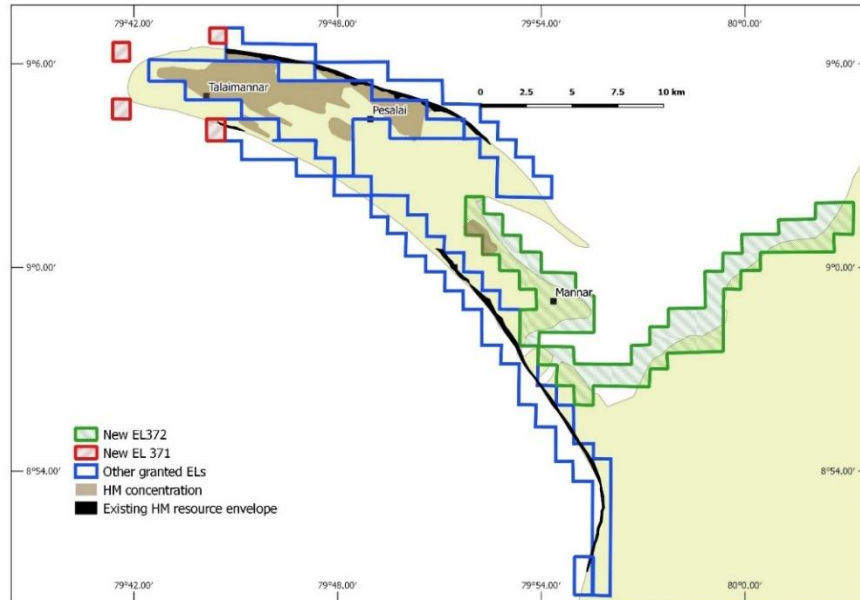 79°42.00' 79°48.00' 79°54.00' 80°0.00'
9°6.00' 9°6.00'
Talaimannar
0 2.5 5 7.5 10 km
Pesalai
9°0.00' 9°0.00'
Mannar
New EL372
New EL 371
Other granted ELs
HM concentration
Existing HM resource envelope
8°54.00' 8°54.00'
79°42.00' 79°48.00' 79°54.00' 80°0.00'